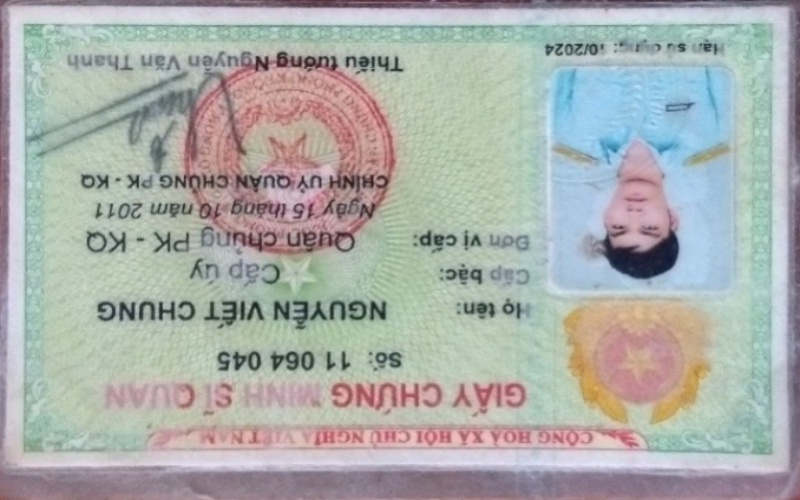 CỘNG HOÀ XÃ HỘI CHỦ NGHĨA VIỆT NAM
GIẤY CHỨNG MINH SĨ QUAN
Số: 11 064 045
Họ tên: NGUYỄN VIẾT CHUNG
Cấp bậc: Cấp úy
Đơn vị cấp: Quân chủng PK - KQ
Ngày 15 tháng 10 năm 2011
CHÍNH UỶ QUÂN CHỦNG PK - KQ
Thiếu tướng Nguyễn Văn Thanh
Hạn sử dụng: 10/2024